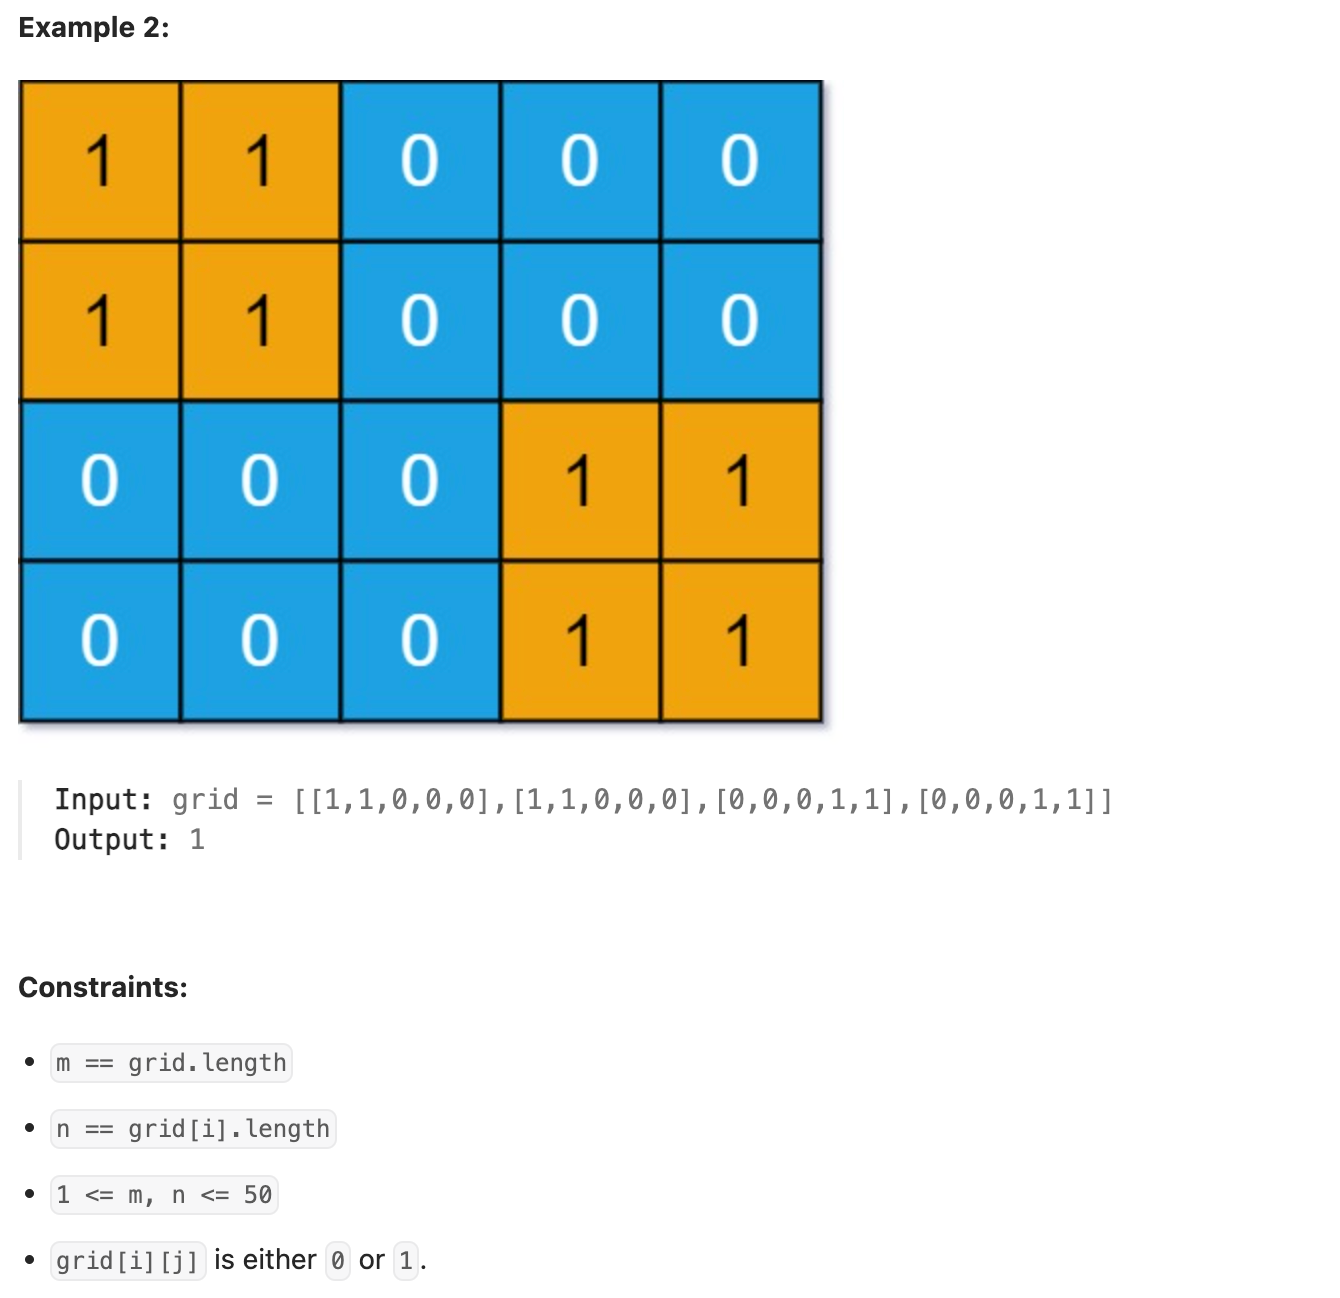 Example 2:
1 1 0 0 0
1 1 0 0 0
0 0 0 1 1
0 0 0 1 1
Input: grid = [[1,1,0,0,0],[1,1,0,0,0],[0,0,0,1,1],[0,0,0,1,1]]
Output: 1
Constraints:
• m == grid.length
• n == grid[i].length
• 1 <= m, n <= 50
• grid[i][j] is either 0 or 1.